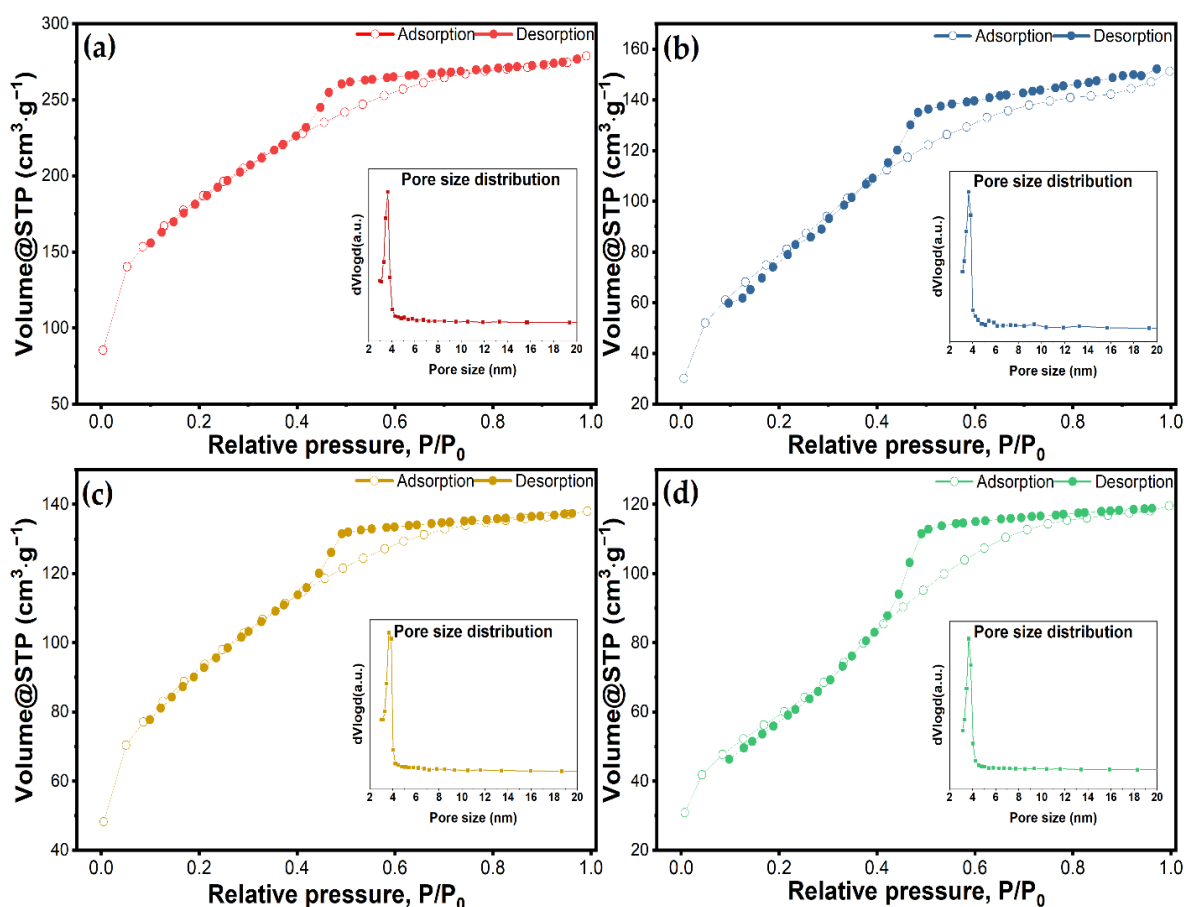 (a)
Adsorption Desorption
300
250
200
150
100
50
Volume@STP (cm³·g⁻¹)
0.0 0.2 0.4 0.6 0.8 1.0
Relative pressure, P/P₀
Pore size distribution
dVlogd(a.u.)
2 4 6 8 10 12 14 16 18 20
Pore size (nm)
(b)
Adsorption Desorption
160
140
120
100
80
60
40
20
Volume@STP (cm³·g⁻¹)
0.0 0.2 0.4 0.6 0.8 1.0
Relative pressure, P/P₀
Pore size distribution
dVlogd(a.u.)
2 4 6 8 10 12 14 16 18 20
Pore size (nm)
(c)
Adsorption Desorption
140
120
100
80
60
40
Volume@STP (cm³·g⁻¹)
0.0 0.2 0.4 0.6 0.8 1.0
Relative pressure, P/P₀
Pore size distribution
dVlogd(a.u.)
2 4 6 8 10 12 14 16 18 20
Pore size (nm)
(d)
Adsorption Desorption
120
100
80
60
40
20
Volume@STP (cm³·g⁻¹)
0.0 0.2 0.4 0.6 0.8 1.0
Relative pressure, P/P₀
Pore size distribution
dVlogd(a.u.)
2 4 6 8 10 12 14 16 18 20
Pore size (nm)